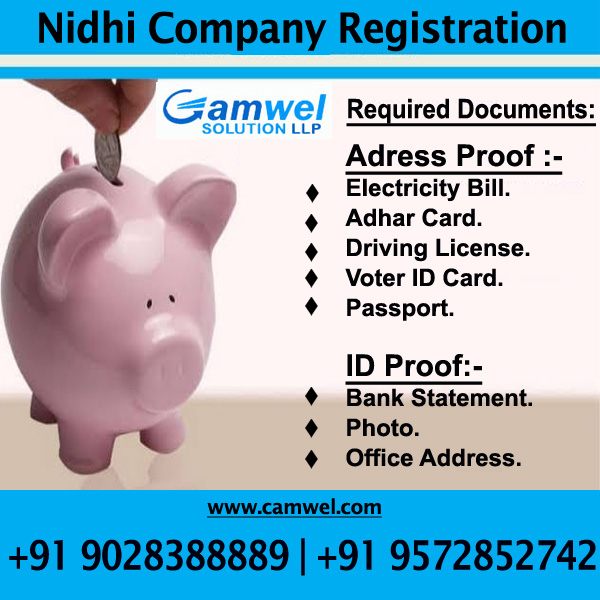 Nidhi Company Registration
Camwel
SOLUTION LLP
Required Documents:
Adress Proof :-
♦ Electricity Bill.
♦ Adhar Card.
♦ Driving License.
♦ Voter ID Card.
♦ Passport.
ID Proof:-
♦ Bank Statement.
♦ Photo.
♦ Office Address.
www.camwel.com
+91 9028388889 | +91 9572852742